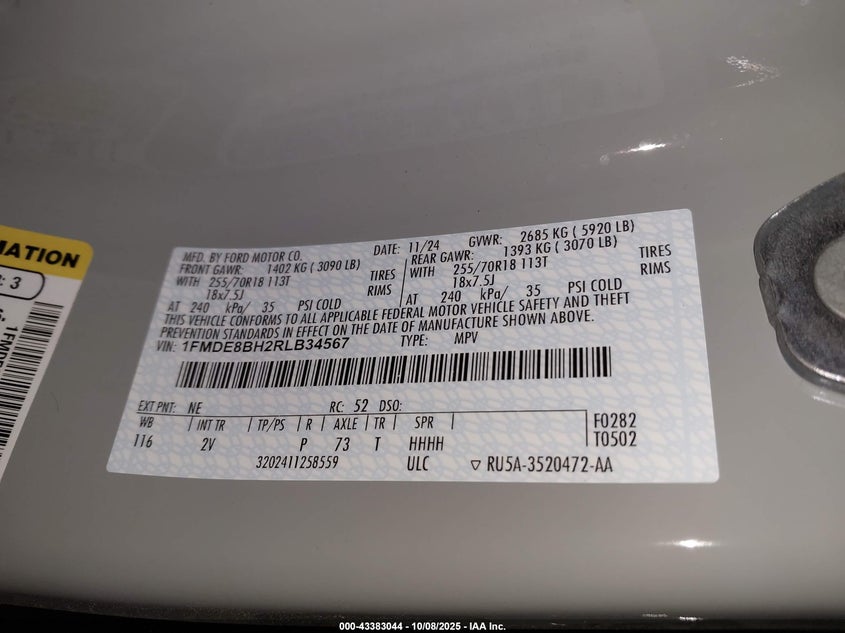 MATION
: 3
MFD. BY FORD MOTOR CO. DATE: 11/24 GVWR: 2685 KG ( 5920 LB)
FRONT GAWR: 1402 KG ( 3090 LB) REAR GAWR: 1393 KG ( 3070 LB)
WITH 255/70R18 113T TIRES WITH 255/70R18 113T TIRES
18x7.5J RIMS 18x7.5J RIMS
AT 240 kPa/ 35 PSI COLD AT 240 kPa/ 35 PSI COLD
THIS VEHICLE CONFORMS TO ALL APPLICABLE FEDERAL MOTOR VEHICLE SAFETY AND THEFT
PREVENTION STANDARDS IN EFFECT ON THE DATE OF MANUFACTURE SHOWN ABOVE.
VIN: 1FMDE8BH2RLB34567 TYPE: MPV
EXT PNT: NE RC: 52 DSO:
WB INT TR TP/PS R AXLE TR SPR F0282
116 2V P 73 T HHHH T0502
3202411258559 ULC ▽ RU5A-3520472-AA
000-43383044 - 10/08/2025 - IAA Inc.